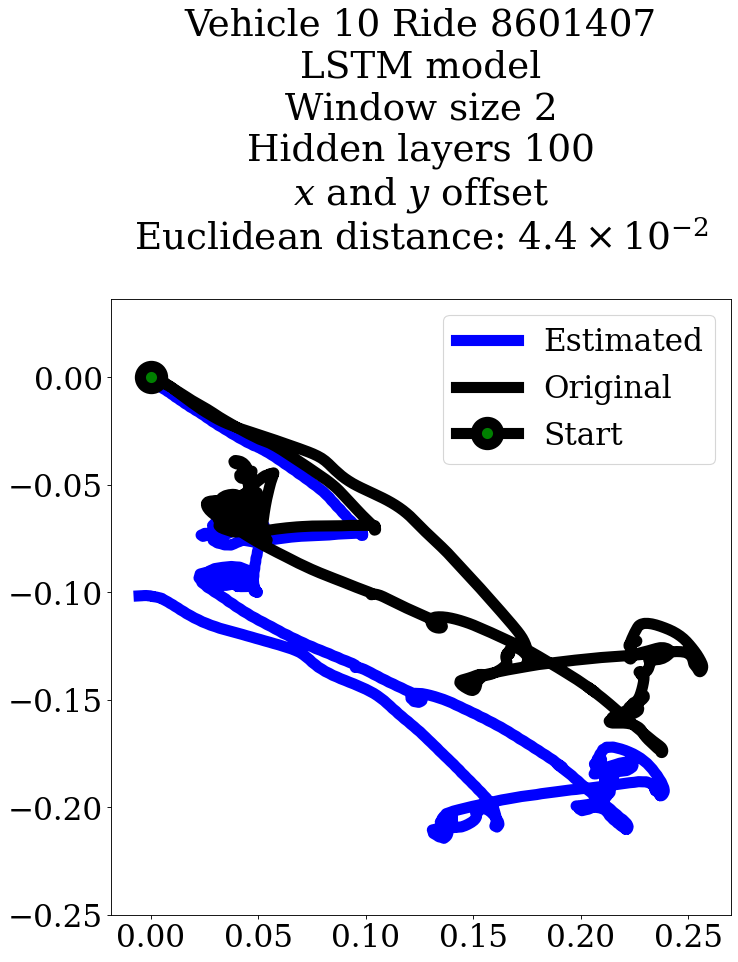 Vehicle 10 Ride 8601407
LSTM model
Window size 2
Hidden layers 100
x and y offset
Euclidean distance: 4.4 × 10⁻²
Estimated
Original
Start
0.00
−0.05
−0.10
−0.15
−0.20
−0.25
0.00 0.05 0.10 0.15 0.20 0.25